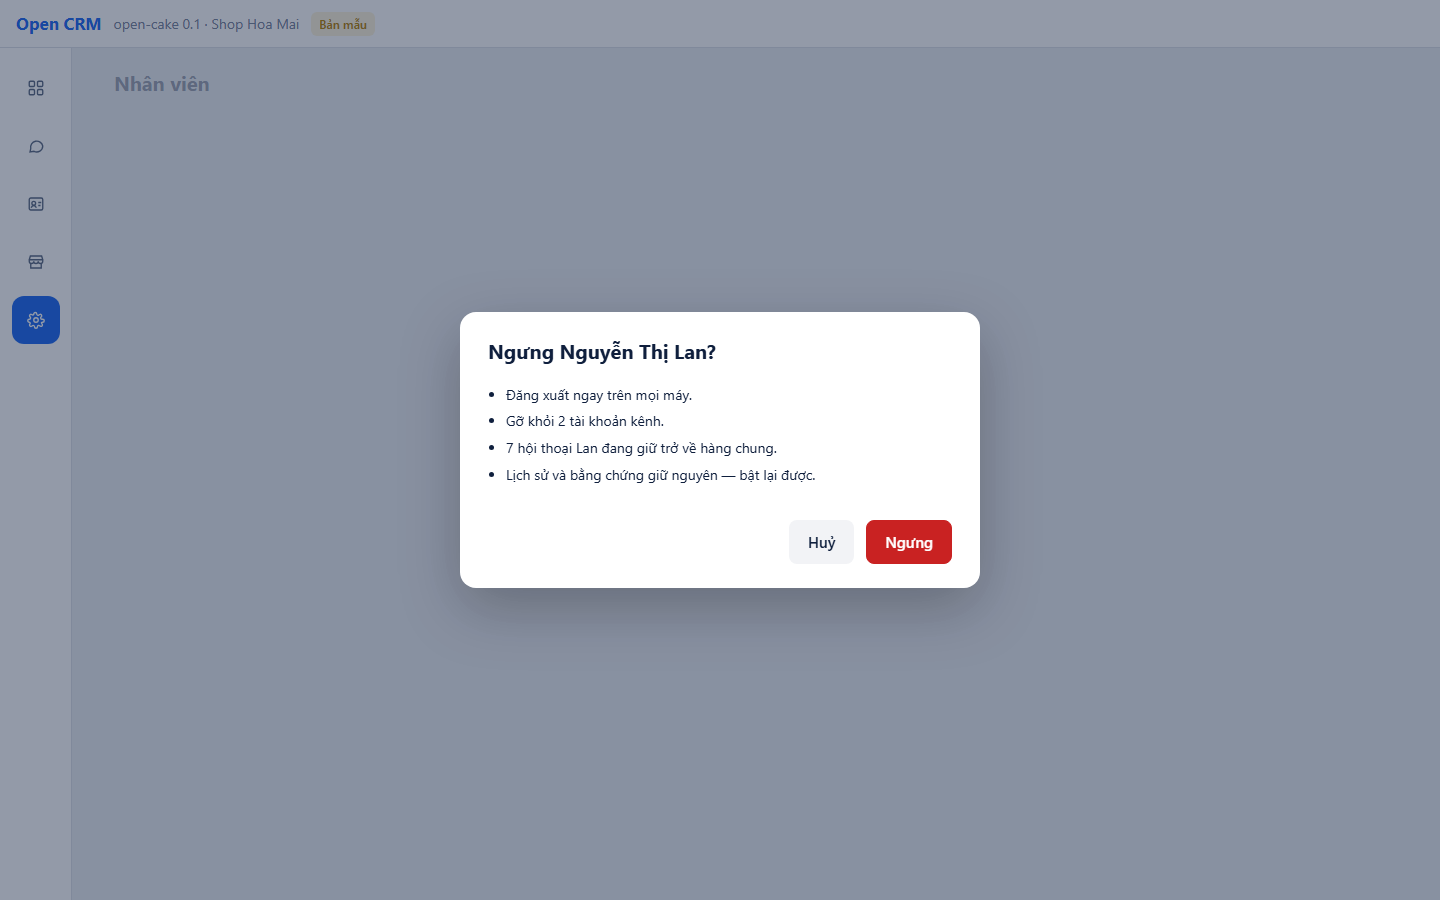 Open CRM open-cake 0.1 · Shop Hoa Mai Bản mẫu
Nhân viên
Ngưng Nguyễn Thị Lan?
Đăng xuất ngay trên mọi máy.
Gỡ khỏi 2 tài khoản kênh.
7 hội thoại Lan đang giữ trở về hàng chung.
Lịch sử và bằng chứng giữ nguyên — bật lại được.
Huỷ Ngưng